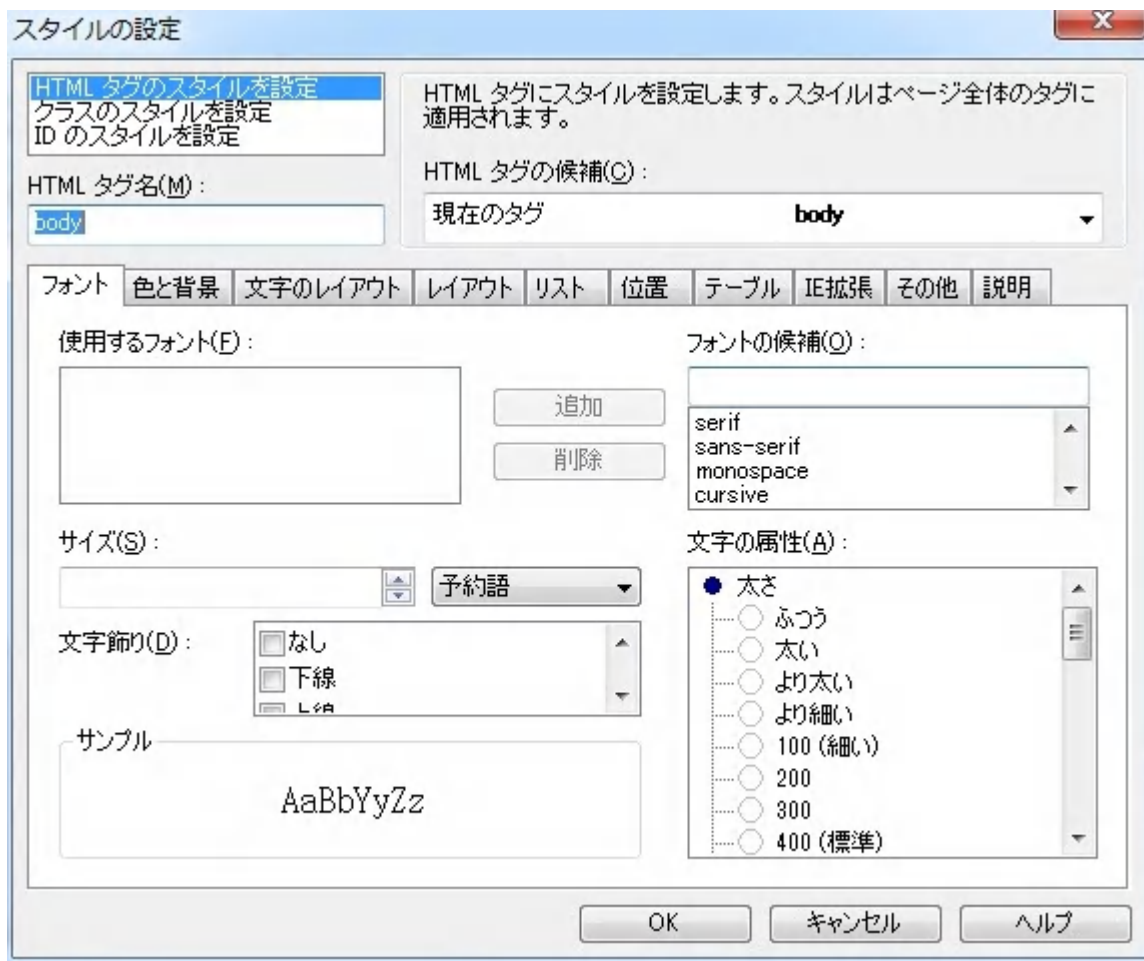 スタイルの設定
HTML タグのスタイルを設定
クラスのスタイルを設定
ID のスタイルを設定
HTML タグにスタイルを設定します。スタイルはページ全体のタグに
適用されます。
HTML タグ名(M) :
body
HTML タグの候補(C) :
現在のタグ body
フォント 色と背景 文字のレイアウト レイアウト リスト 位置 テーブル IE拡張 その他 説明
使用するフォント(F) :
追加
削除
フォントの候補(O) :
serif
sans-serif
monospace
cursive
サイズ(S) :
予約語
文字飾り(D) :
なし
下線
上線
サンプル
AaBbYyZz
文字の属性(A) :
太さ
ふつう
太い
より太い
より細い
100 (細い)
200
300
400 (標準)
OK キャンセル ヘルプ